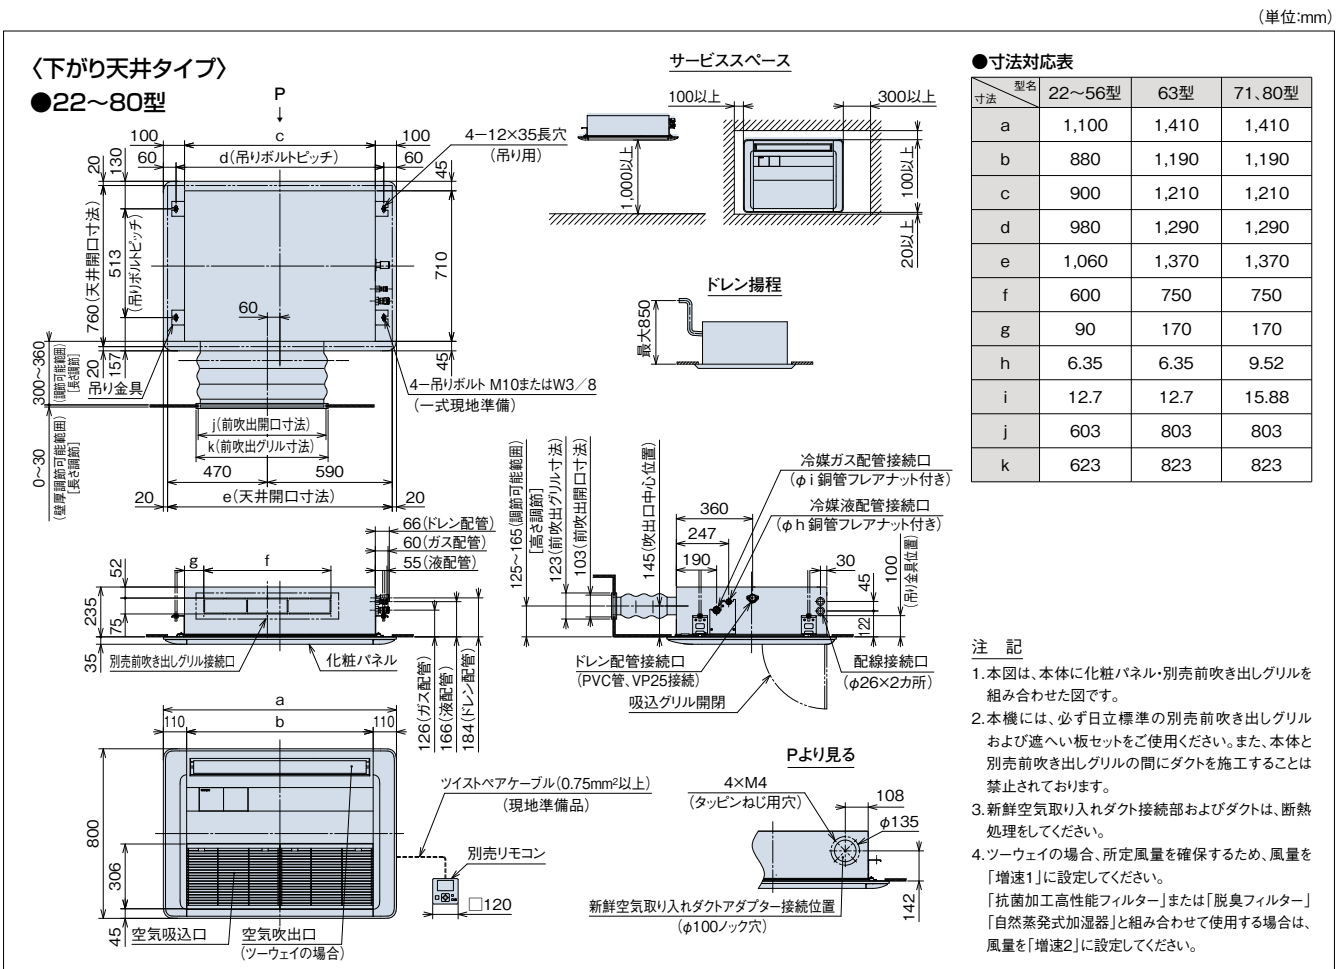 (単位:mm)
〈下がり天井タイプ〉
●22～80型
P
100
c
100
60
d(吊りボルトピッチ)
60
4－12×35長穴
(吊り用)
20
130
45
760(天井開口寸法)
513
(吊りボルトピッチ)
710
60
20
157
45
300～360
(調節可能範囲)
[長さ調節]
吊り金具
4－吊りボルト M10またはW3／8
(一式現地準備)
0～30
(壁厚調節可能範囲)
[長さ調節]
j(前吹出開口寸法)
k(前吹出グリル寸法)
470
590
20
e(天井開口寸法)
20
サービススペース
100以上
300以上
1,000以上
100以上
20以上
ドレン揚程
最大850
●寸法対応表
型名
寸法
22～56型 63型 71、80型
a 1,100 1,410 1,410
b 880 1,190 1,190
c 900 1,210 1,210
d 980 1,290 1,290
e 1,060 1,370 1,370
f 600 750 750
g 90 170 170
h 6.35 6.35 9.52
i 12.7 12.7 15.88
j 603 803 803
k 623 823 823
66(ドレン配管)
60(ガス配管)
55(液配管)
52
g
f
235
75
35
別売前吹き出しグリル接続口
化粧パネル
126(ガス配管)
166(液配管)
184(ドレン配管)
125～165(調節可能範囲)
[高さ調節]
123(前吹出グリル寸法)
103(前吹出開口寸法)
145(吹出口中心位置)
冷媒ガス配管接続口
(φi銅管フレアナット付き)
冷媒液配管接続口
(φh銅管フレアナット付き)
360
247
190
30
45
100
(吊り金具位置)
122
ドレン配管接続口
(PVC管、VP25接続)
吸込グリル開閉
配線接続口
(φ26×2カ所)
a
110
b
110
800
306
45
空気吸込口
空気吹出口
(ツーウェイの場合)
ツイストペアケーブル(0.75mm²以上)
(現地準備品)
別売リモコン
□120
Pより見る
4×M4
(タッピンねじ用穴)
108
φ135
142
新鮮空気取り入れダクトアダプター接続位置
(φ100ノック穴)
注　記
1.本図は、本体に化粧パネル・別売前吹き出しグリルを
組み合わせた図です。
2.本機には、必ず日立標準の別売前吹き出しグリル
および遮へい板セットをご使用ください。また、本体と
別売前吹き出しグリルの間にダクトを施工することは
禁止されております。
3.新鮮空気取り入れダクト接続部およびダクトは、断熱
処理をしてください。
4.ツーウェイの場合、所定風量を確保するため、風量を
「増速1」に設定してください。
「抗菌加工高性能フィルター」または「脱臭フィルター」
「自然蒸発式加湿器」と組み合わせて使用する場合は、
風量を「増速2」に設定してください。